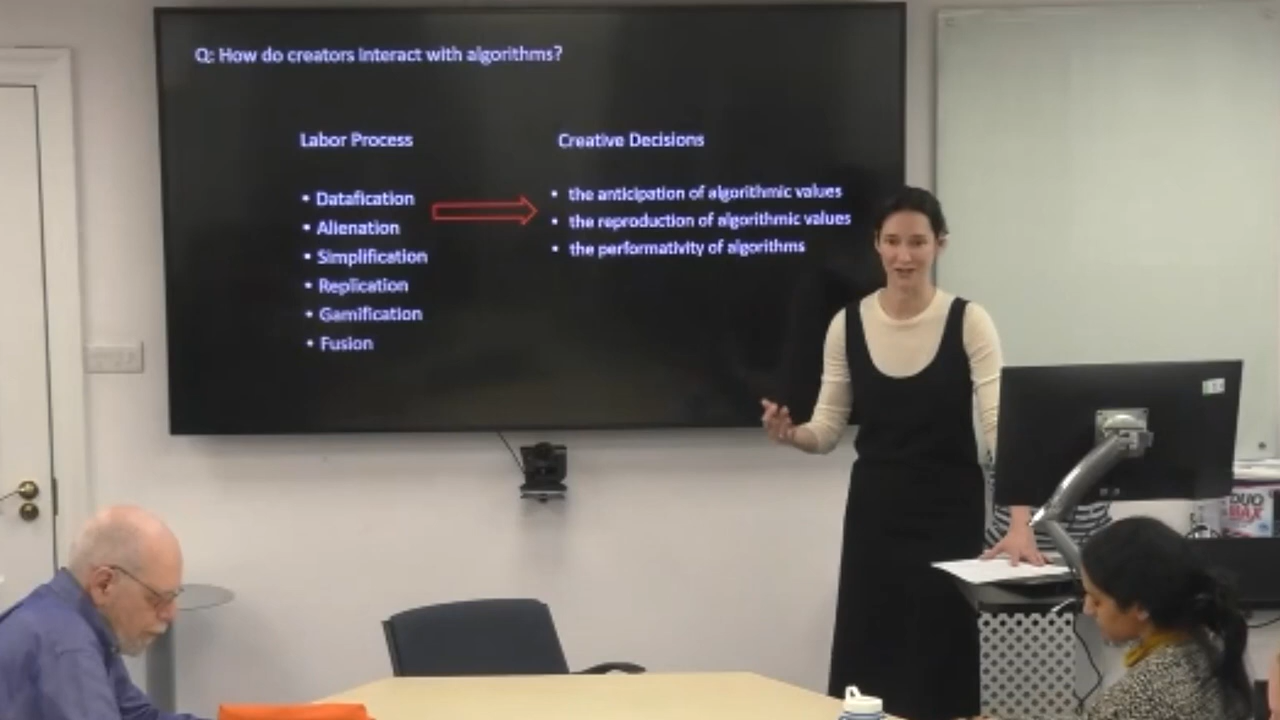 Q: How do creators interact with algorithms?
Labor Process
• Datafication
• Alienation
• Simplification
• Replication
• Gamification
• Fusion
Creative Decisions
• the anticipation of algorithmic values
• the reproduction of algorithmic values
• the performativity of algorithms
DUO
MAX